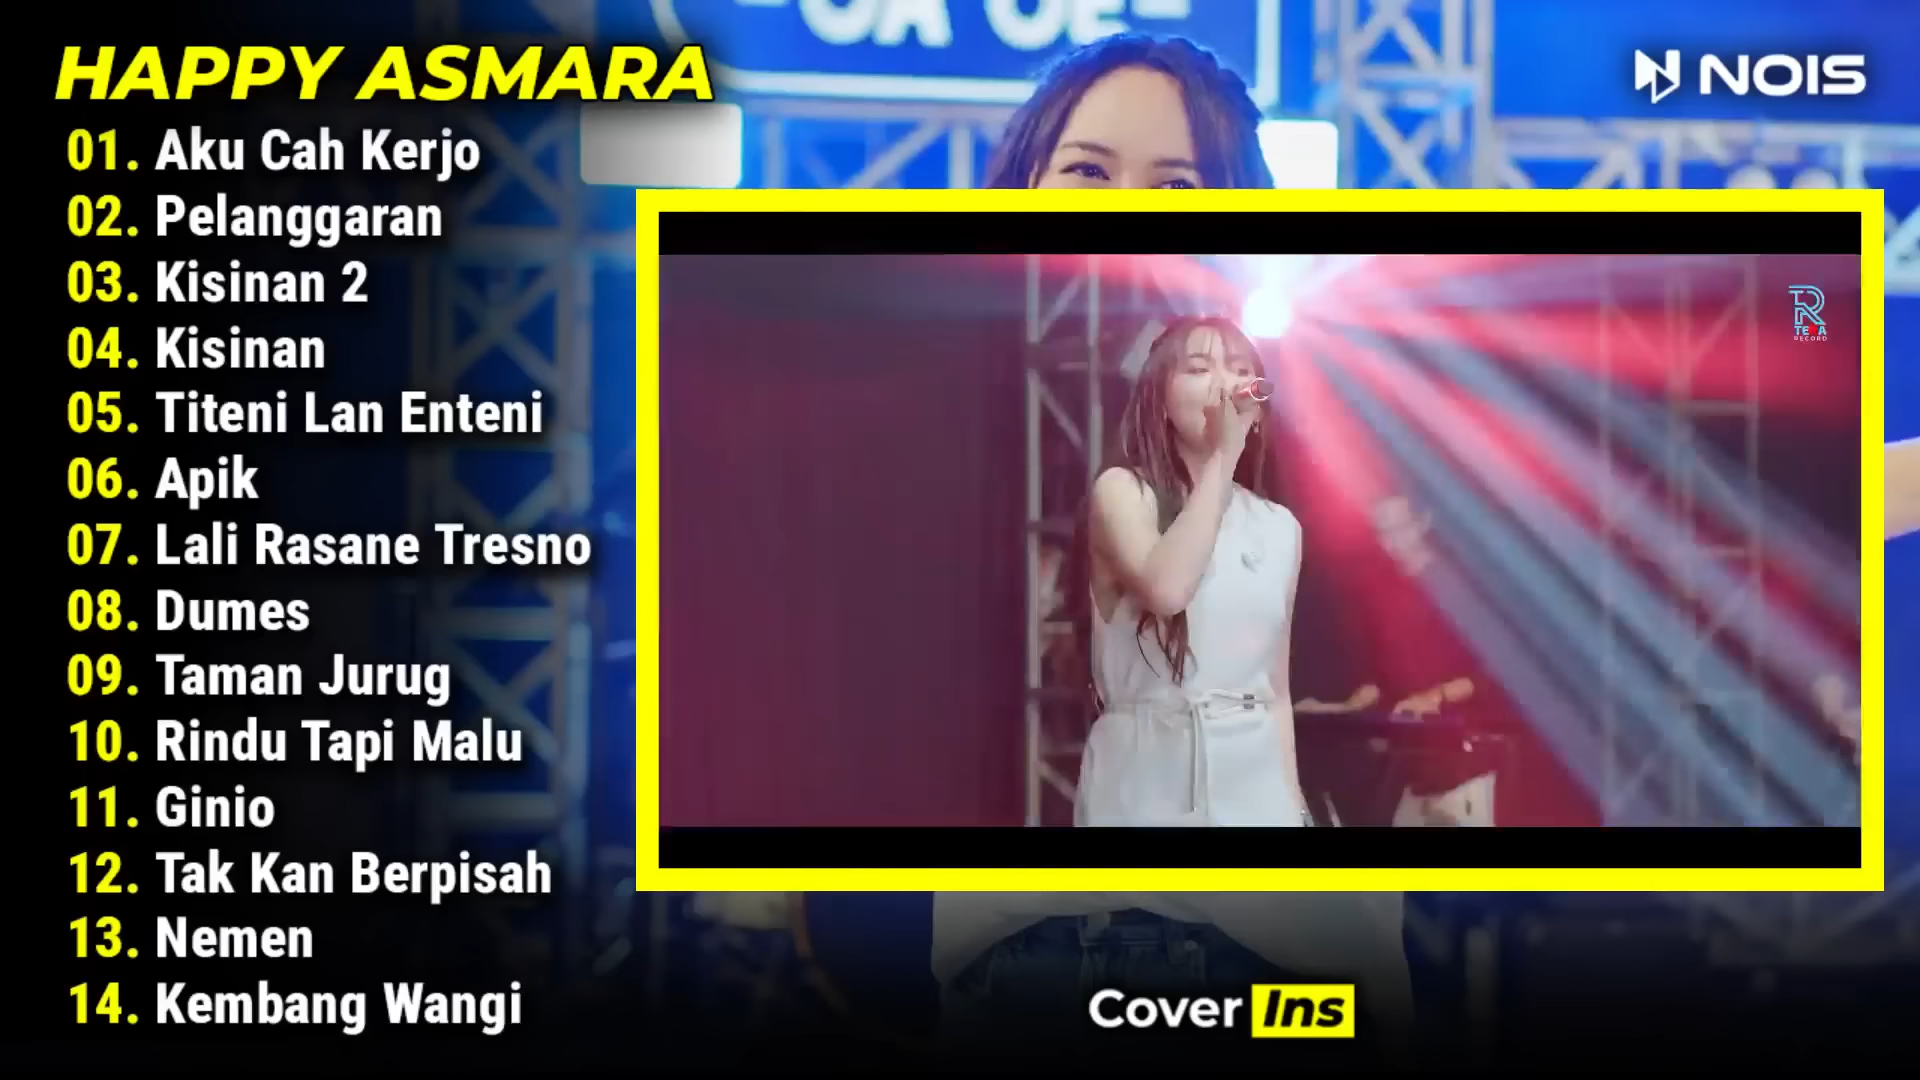 HAPPY ASMARA
NOIS
01. Aku Cah Kerjo
02. Pelanggaran
03. Kisinan 2
04. Kisinan
05. Titeni Lan Enteni
06. Apik
07. Lali Rasane Tresno
08. Dumes
09. Taman Jurug
10. Rindu Tapi Malu
11. Ginio
12. Tak Kan Berpisah
13. Nemen
14. Kembang Wangi
TERA
RECORD
Cover Ins